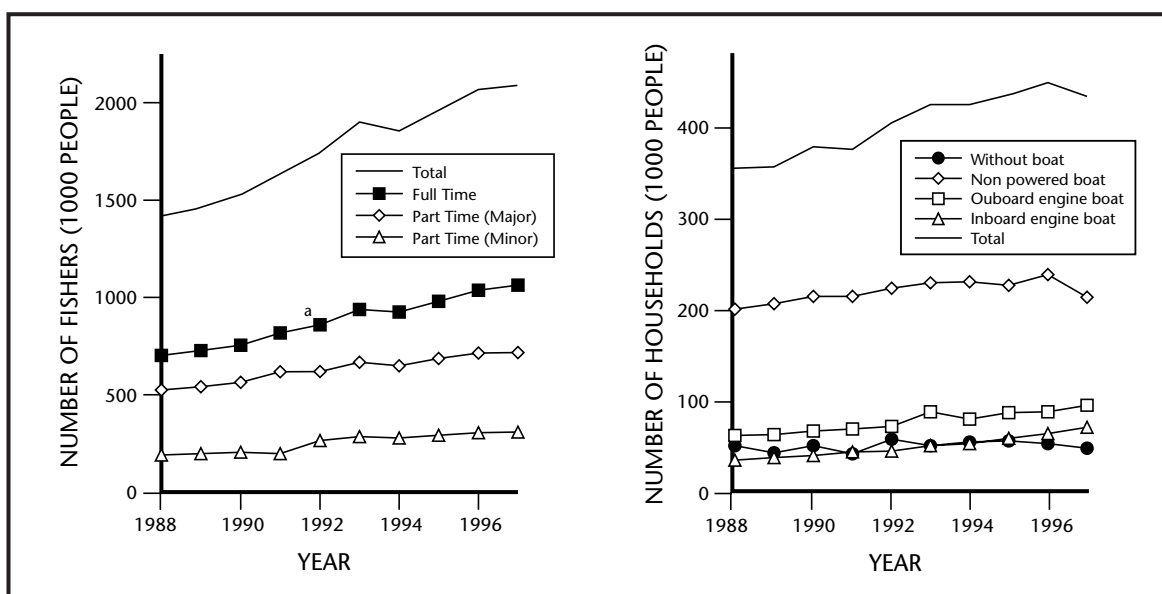 NUMBER OF FISHERS (1000 PEOPLE)
2000
1500
1000
500
0
Total
Full Time
Part Time (Major)
Part Time (Minor)
a
1988
1990
1992
1994
1996
YEAR
NUMBER OF HOUSEHOLDS (1000 PEOPLE)
400
300
200
100
0
Without boat
Non powered boat
Ouboard engine boat
Inboard engine boat
Total
1988
1990
1992
1994
1996
YEAR